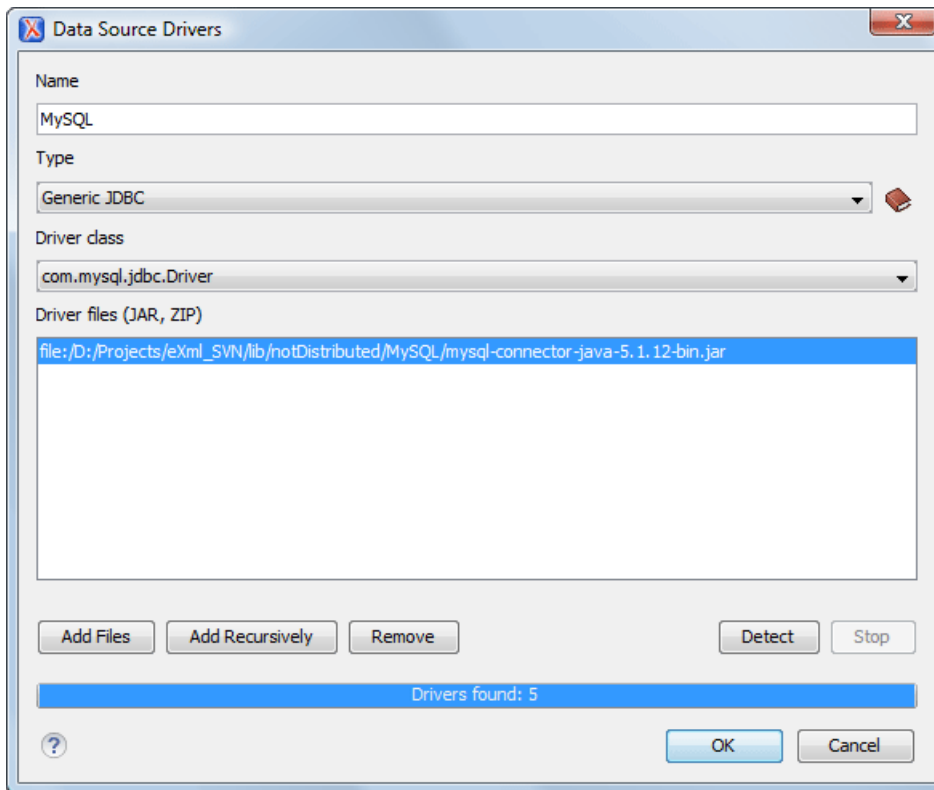 Data Source Drivers
Name
MySQL
Type
Generic JDBC
Driver class
com.mysql.jdbc.Driver
Driver files (JAR, ZIP)
file:/D:/Projects/eXml_SVN/lib/notDistributed/MySQL/mysql-connector-java-5.1.12-bin.jar
Add Files Add Recursively Remove Detect Stop
Drivers found: 5
? OK Cancel